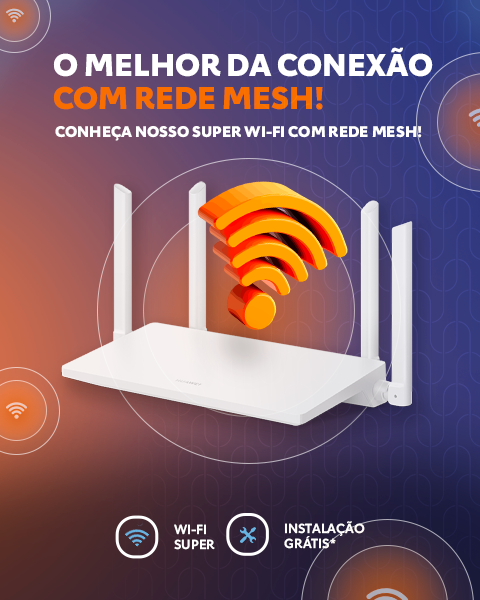 O MELHOR DA CONEXÃO
COM REDE MESH!
CONHEÇA NOSSO SUPER WI-FI COM REDE MESH!
WI-FI
SUPER
INSTALAÇÃO
GRÁTIS*